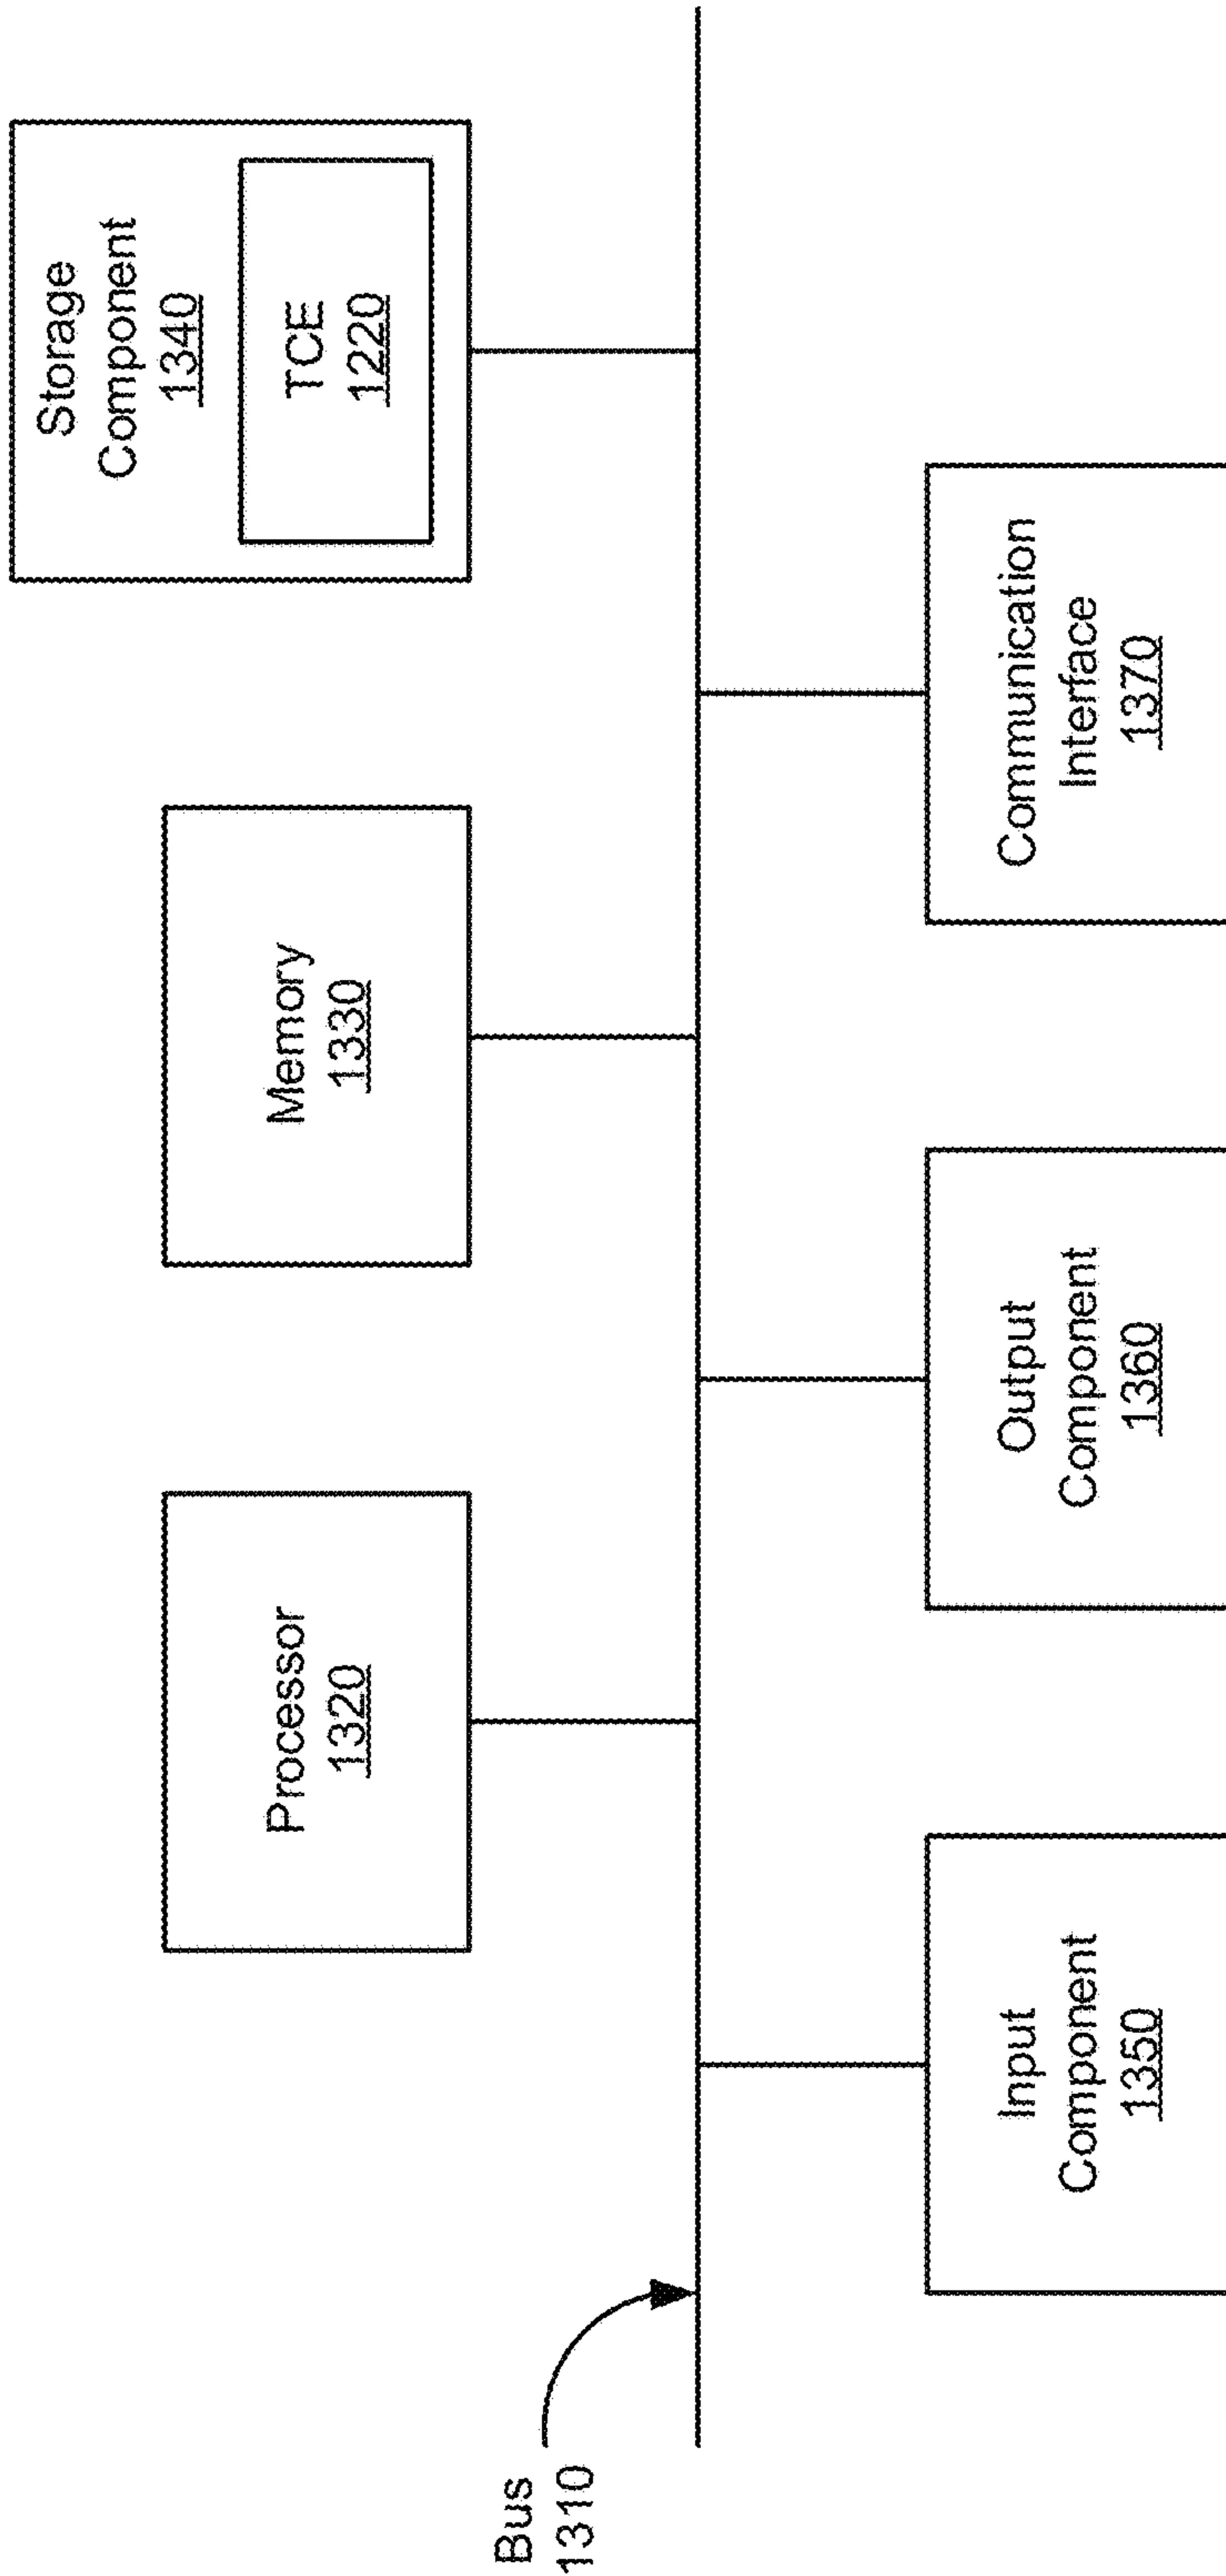 Storage
Component
1340
TCE
1220
Memory
1330
Processor
1320
Bus
1310
Input
Component
1350
Output
Component
1360
Communication
Interface
1370